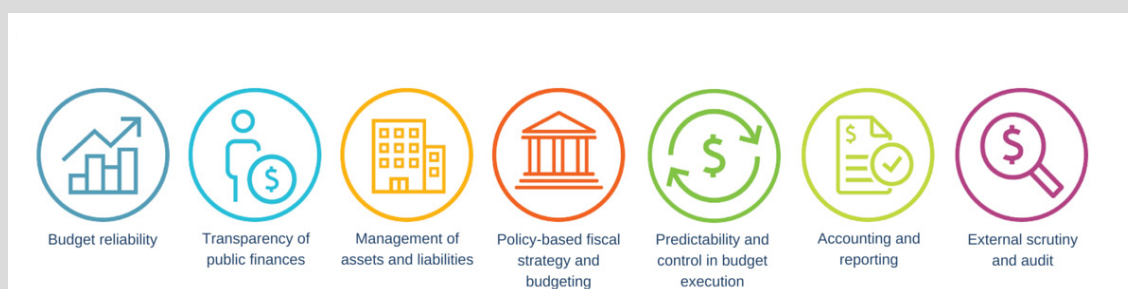 $
$
$
$
Budget reliability
Transparency of
public finances
Management of
assets and liabilities
Policy-based fiscal
strategy and
budgeting
Predictability and
control in budget
execution
Accounting and
reporting
External scrutiny
and audit